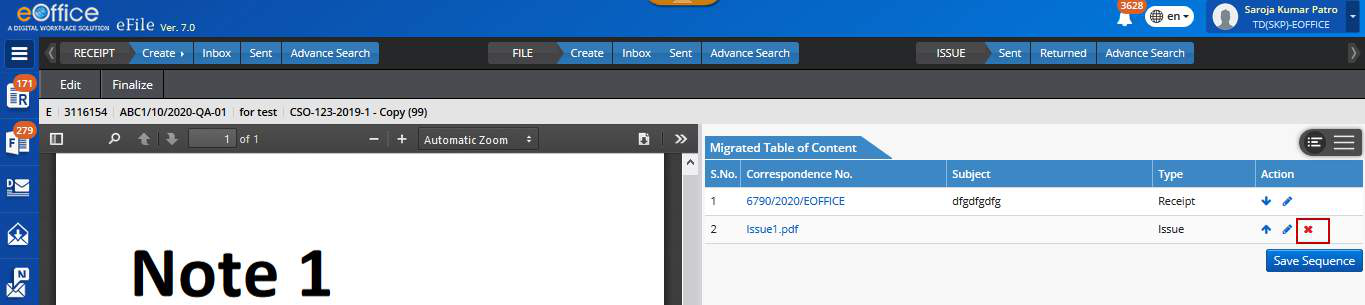 eOffice
A DIGITAL WORKPLACE SOLUTION eFile Ver. 7.0
3628 en Saroja Kumar Patro
TD(SKP)-EOFFICE
RECEIPT Create Inbox Sent Advance Search FILE Create Inbox Sent Advance Search ISSUE Sent Returned Advance Search
171 R
Edit Finalize
E 3116154 ABC1/10/2020-QA-01 for test CSO-123-2019-1 - Copy (99)
279 F
1 of 1 Automatic Zoom
Migrated Table of Content
S.No. Correspondence No. Subject Type Action
1 6790/2020/EOFFICE dfgdfgdfg Receipt
2 Issue1.pdf Issue
Save Sequence
D
N
Note 1